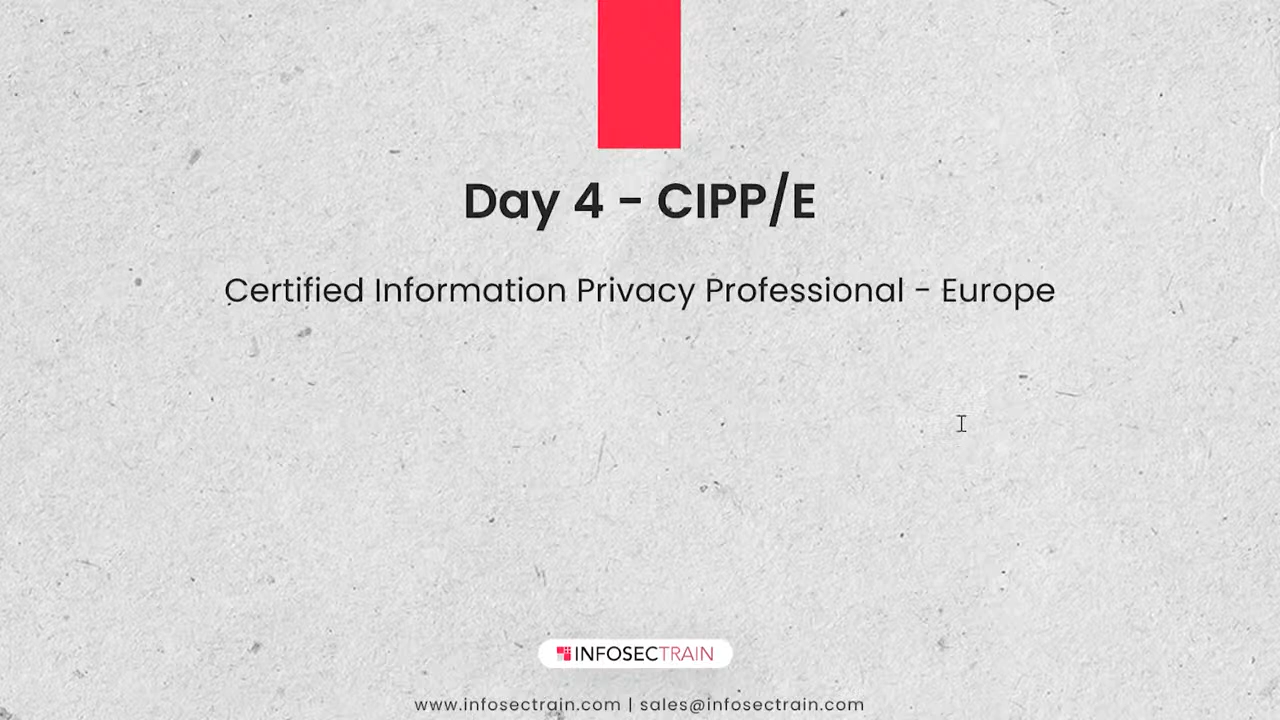 Day 4 - CIPP/E
Certified Information Privacy Professional - Europe
INFOSECTRAIN
www.infosectrain.com | sales@infosectrain.com